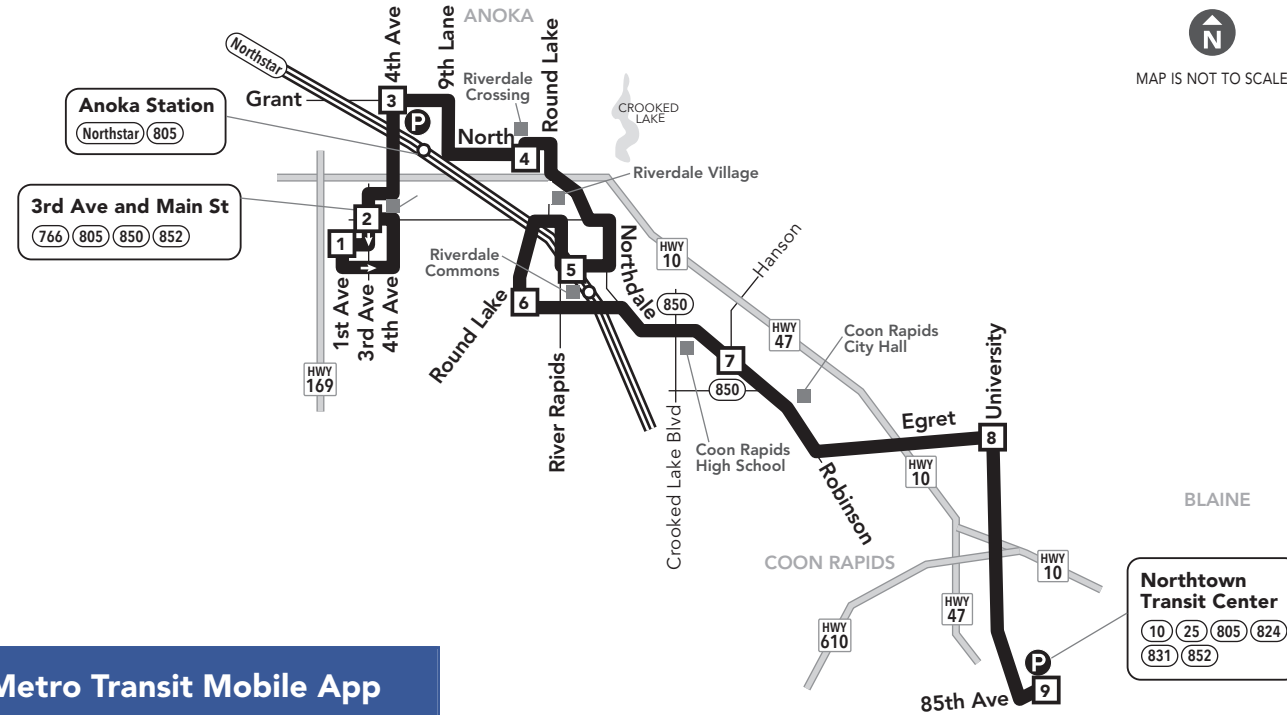 ANOKA
N
MAP IS NOT TO SCALE
Northstar
4th Ave
9th Lane
Round Lake
Riverdale
Crossing
Grant
3
P
Anoka Station
Northstar 805
North
4
CROOKED
LAKE
Riverdale Village
3rd Ave and Main St
766 805 850 852
2
1
HWY
10
Hanson
Riverdale
Commons
5
6
Northdale
850
1st Ave
3rd Ave
4th Ave
Round Lake
River Rapids
HWY
169
HWY
47
Coon Rapids
City Hall
7
850
Crooked Lake Blvd
Coon Rapids
High School
Robinson
Egret
University
8
HWY
10
BLAINE
COON RAPIDS
HWY
10
HWY
47
HWY
610
Northtown
Transit Center
10 25 805 824
831 852
P
9
85th Ave
Metro Transit Mobile App